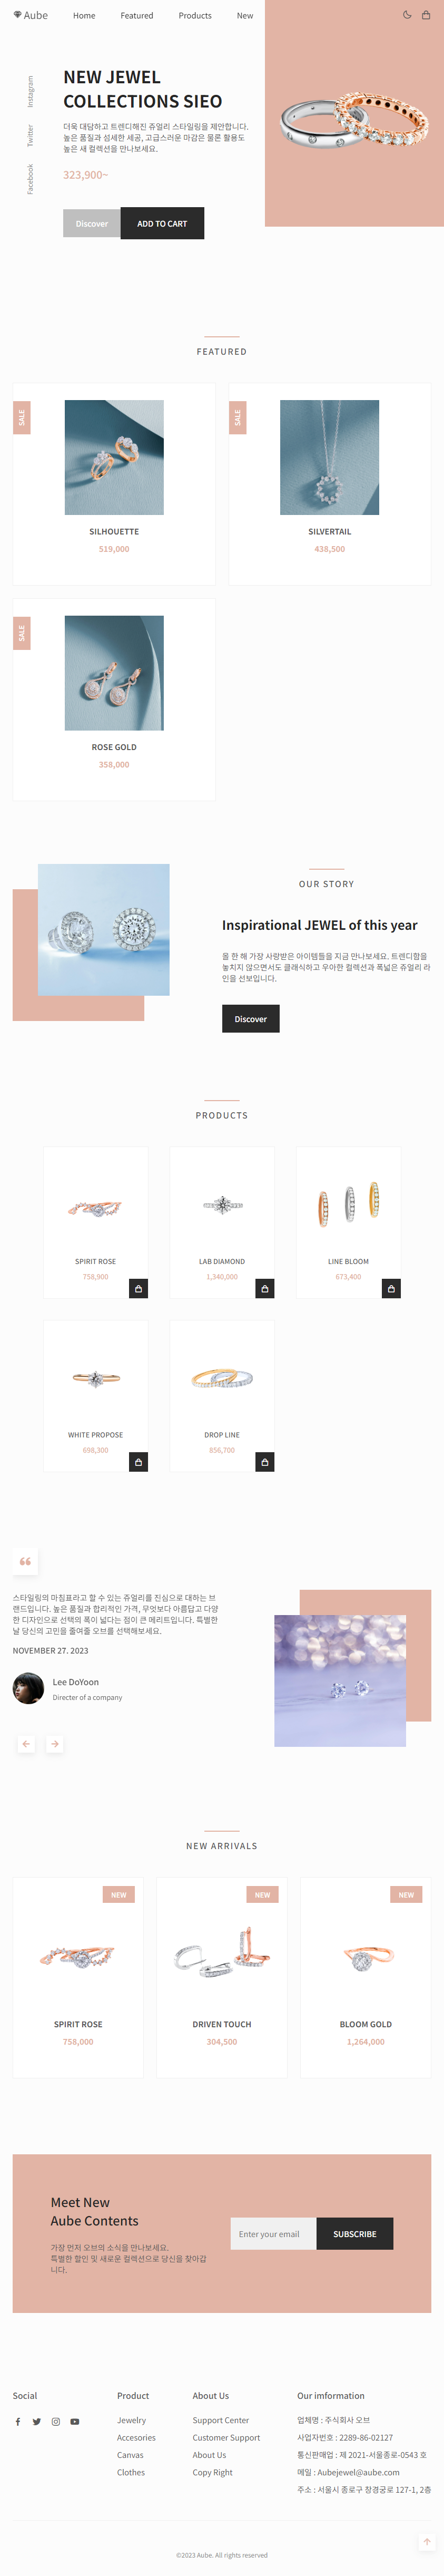 Aube
Home
Featured
Products
New
Instagram
Twitter
Facebook
NEW JEWEL
COLLECTIONS SIEO
더욱 대담하고 트렌디해진 쥬얼리 스타일링을 제안합니다.
높은 품질과 섬세한 세공, 고급스러운 마감은 물론 활용도
높은 새 컬렉션을 만나보세요.
323,900~
Discover
ADD TO CART
FEATURED
SALE
SILHOUETTE
519,000
SALE
SILVERTAIL
438,500
SALE
ROSE GOLD
358,000
OUR STORY
Inspirational JEWEL of this year
올 한 해 가장 사랑받은 아이템들을 지금 만나보세요. 트렌디함을
놓치지 않으면서도 클래식하고 우아한 컬렉션과 폭넓은 쥬얼리 라
인을 선보입니다.
Discover
PRODUCTS
SPIRIT ROSE
758,900
LAB DIAMOND
1,340,000
LINE BLOOM
673,400
WHITE PROPOSE
698,300
DROP LINE
856,700
스타일링의 마침표라고 할 수 있는 쥬얼리를 진심으로 대하는 브
랜드입니다. 높은 품질과 합리적인 가격, 무엇보다 아름답고 다양
한 디자인으로 선택의 폭이 넓다는 점이 큰 메리트입니다. 특별한
날 당신의 고민을 줄여줄 오브를 선택해보세요.
NOVEMBER 27. 2023
Lee DoYoon
Directer of a company
NEW ARRIVALS
NEW
SPIRIT ROSE
758,000
NEW
DRIVEN TOUCH
304,500
NEW
BLOOM GOLD
1,264,000
Meet New
Aube Contents
가장 먼저 오브의 소식을 만나보세요.
특별한 할인 및 새로운 컬렉션으로 당신을 찾아갑
니다.
Enter your email
SUBSCRIBE
Social
Product
Jewelry
Accesories
Canvas
Clothes
About Us
Support Center
Customer Support
About Us
Copy Right
Our imformation
업체명 : 주식회사 오브
사업자번호 : 2289-86-02127
통신판매업 : 제 2021-서울종로-0543 호
메일 : Aubejewel@aube.com
주소 : 서울시 종로구 창경궁로 127-1, 2층
©2023 Aube. All rights reserved